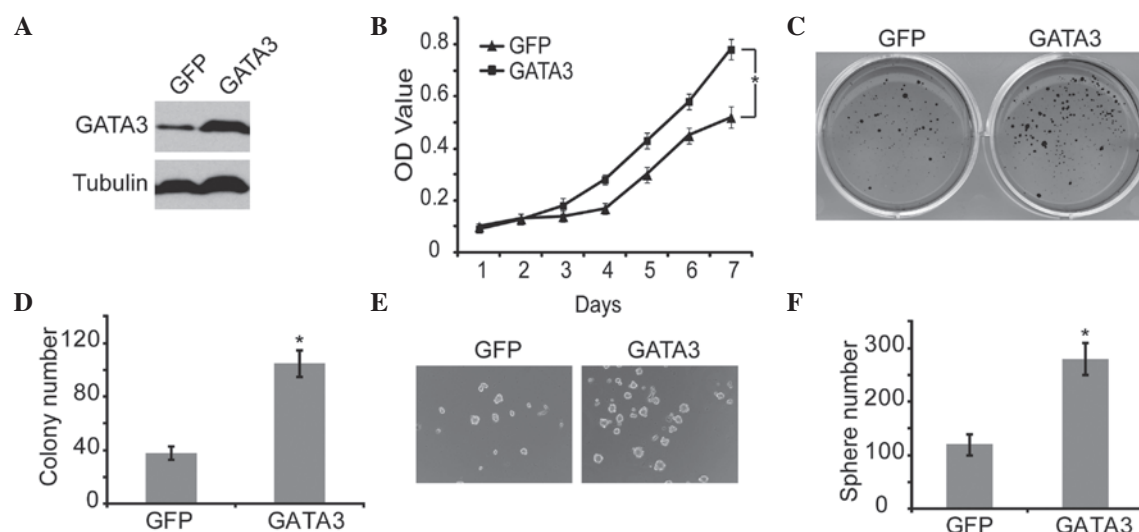 A
GFP
GATA3
GATA3
Tubulin
B
0.8
0.6
0.4
0.2
0
OD Value
GFP
GATA3
*
1 2 3 4 5 6 7
Days
C
GFP GATA3
D
Colony number
120
80
40
0
*
GFP GATA3
E
GFP GATA3
F
Sphere number
300
200
100
0
*
GFP GATA3